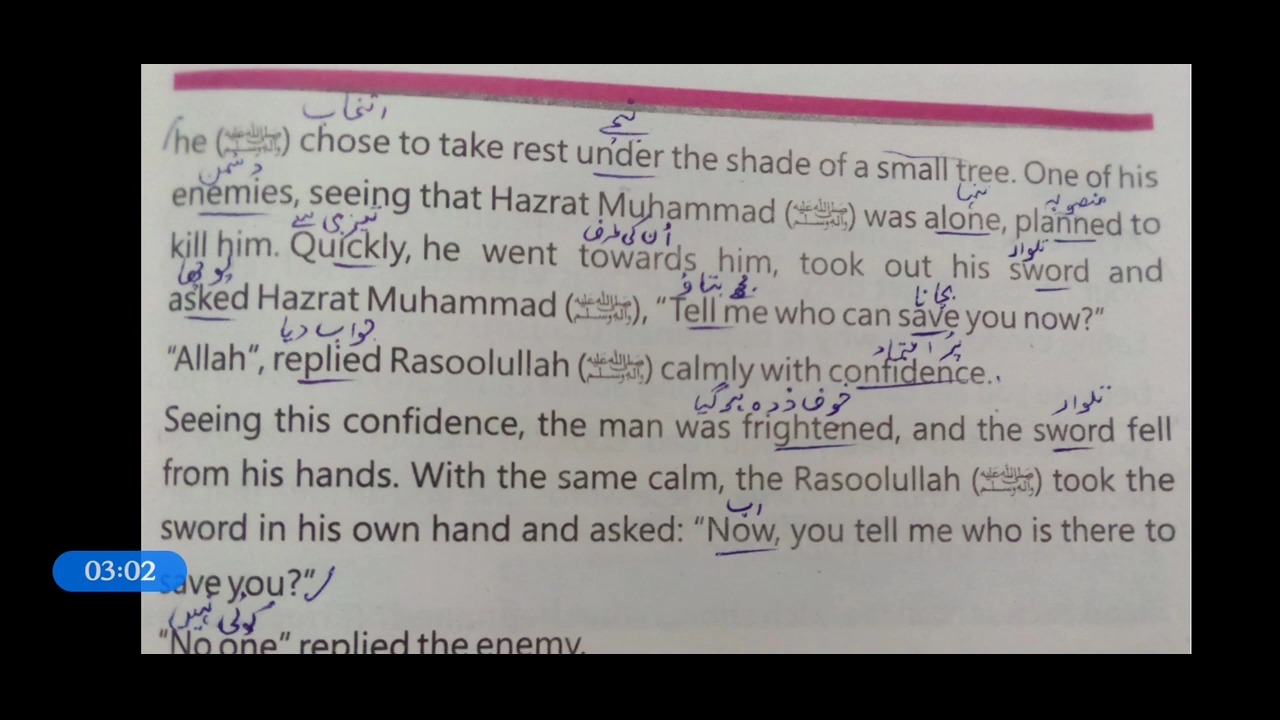 انتخاب نیچے
he (ﷺ) chose to take rest under the shade of a small tree. One of his
دشمن تنہا منصوبہ
enemies, seeing that Hazrat Muhammad (ﷺ) was alone, planned to
تیزی سے اُن کی طرف تلوار
kill him. Quickly, he went towards him, took out his sword and
پوچھا بتاؤ بچانا
asked Hazrat Muhammad (ﷺ), “Tell me who can save you now?”
جواب دیا پُر اعتماد
“Allah”, replied Rasoolullah (ﷺ) calmly with confidence.
خوف زدہ ہوگیا تلوار
Seeing this confidence, the man was frightened, and the sword fell
from his hands. With the same calm, the Rasoolullah (ﷺ) took the
اب
sword in his own hand and asked: “Now, you tell me who is there to
save you?”
کوئی نہیں
“No one” replied the enemy.
03:02